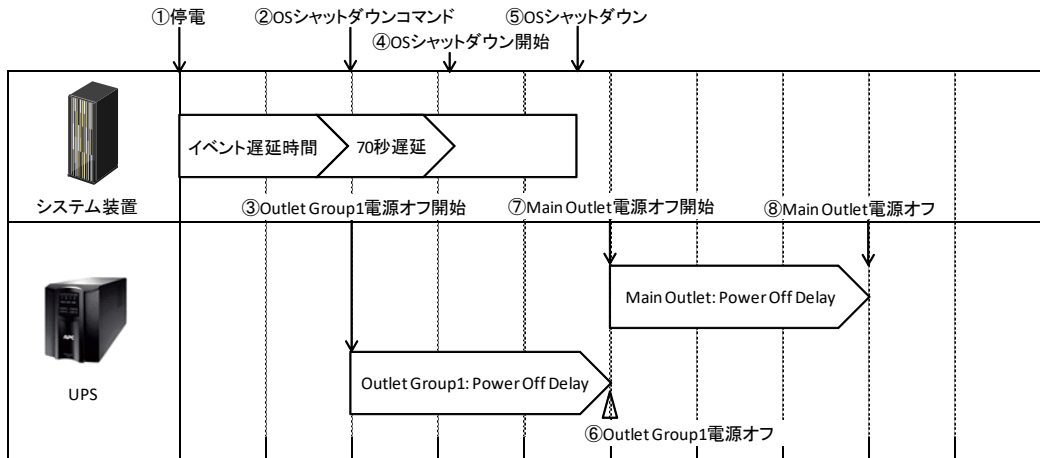 ①停電
②OSシャットダウンコマンド
⑤OSシャットダウン
④OSシャットダウン開始
イベント遅延時間
70秒遅延
システム装置
③Outlet Group1電源オフ開始
⑦Main Outlet電源オフ開始
⑧Main Outlet電源オフ
Main Outlet: Power Off Delay
APC
Outlet Group1: Power Off Delay
UPS
⑥Outlet Group1電源オフ